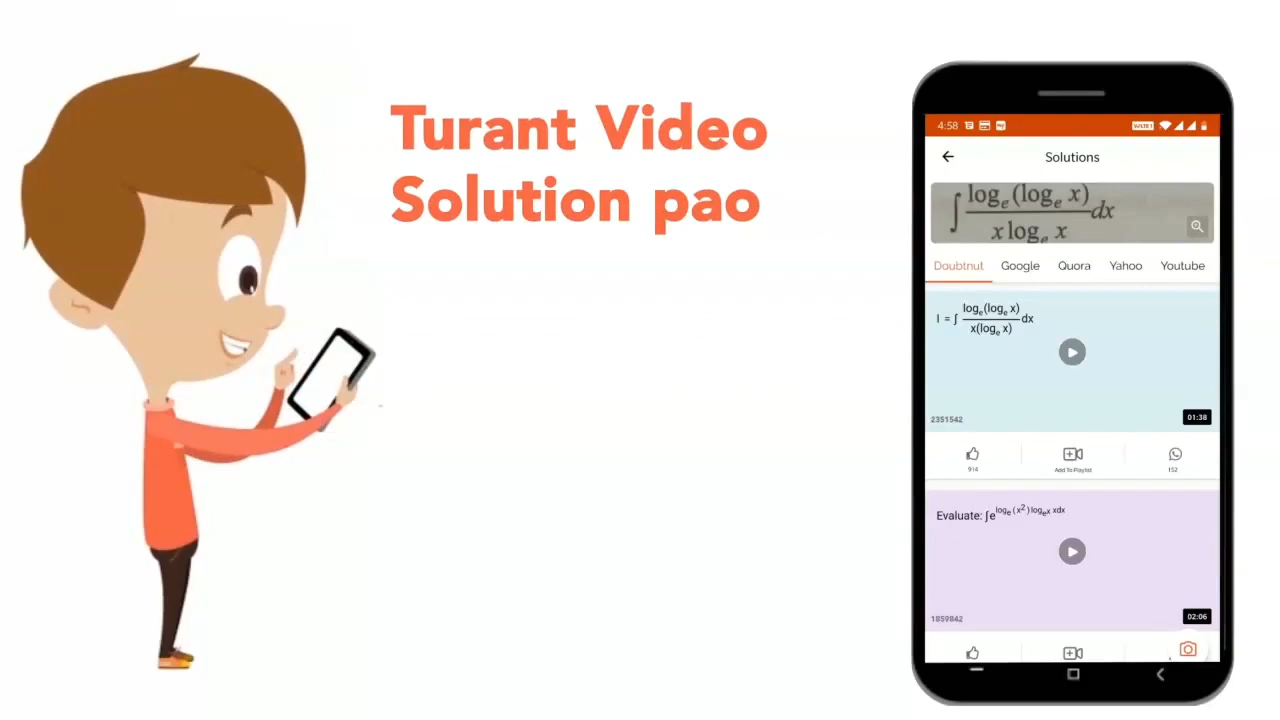 Turant Video
Solution pao
4:58
Solutions
∫ log_e (log_e x) / x log_e x dx
Doubtnut Google Quora Yahoo Youtube
I = ∫ log_e(log_e x) / x(log_e x) dx
2351542
01:38
914
Add To Playlist
152
Evaluate: ∫e^log_e (x^2) log_e x xdx
1859842
02:06